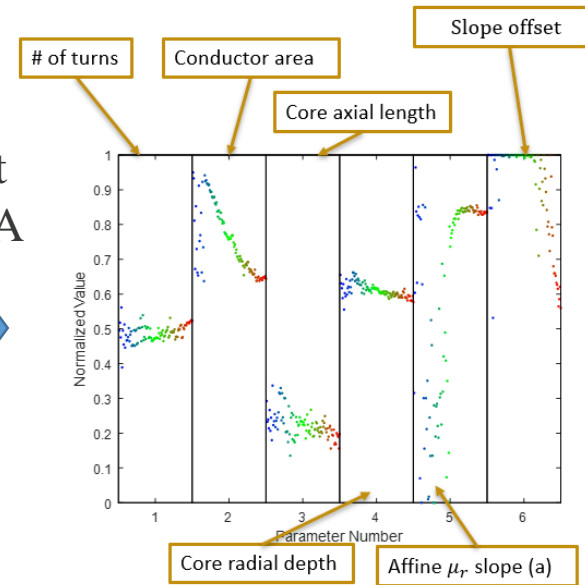 Slope offset
# of turns
Conductor area
Core axial length
t
A
1
0.9
0.8
0.7
0.6
0.5
0.4
0.3
0.2
0.1
0
Normalized Value
1 2 3 4 5 6
Parameter Number
Core radial depth
Affine μr slope (a)